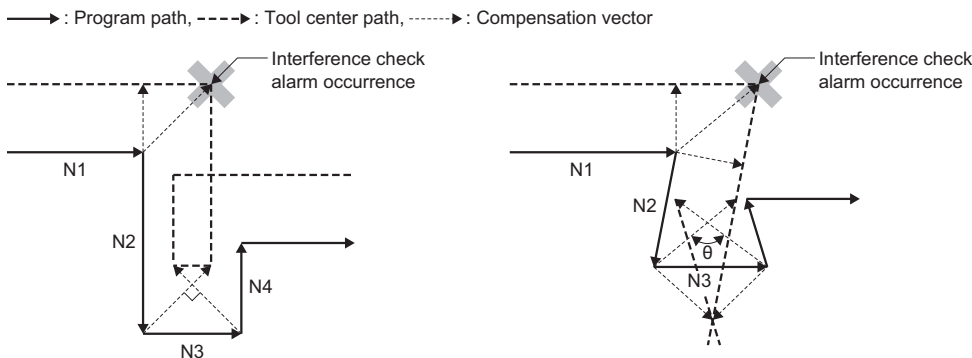 : Program path, : Tool center path, : Compensation vector
Interference check
alarm occurrence
N1
N2
N4
N3
Interference check
alarm occurrence
N1
N2
θ
N3